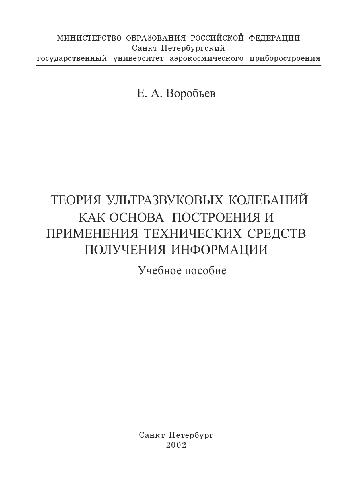 МИНИСТЕРСТВО ОБРАЗОВАНИЯ РОССИЙСКОЙ ФЕДЕРАЦИИ
Санкт Петербургский
государственный университет аэрокосмического приборостроения
Е. А. Воробьев
ТЕОРИЯ УЛЬТРАЗВУКОВЫХ КОЛЕБАНИЙ
КАК ОСНОВА ПОСТРОЕНИЯ И
ПРИМЕНЕНИЯ ТЕХНИЧЕСКИХ СРЕДСТВ
ПОЛУЧЕНИЯ ИНФОРМАЦИИ
Учебное пособие
Санкт Петербург
2002